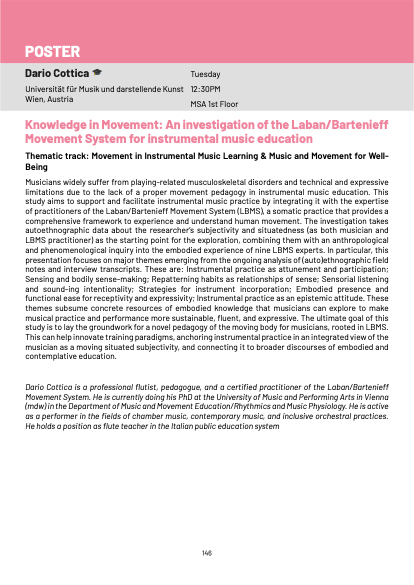 POSTER
Dario Cottica
Universität für Musik und darstellende Kunst
Wien, Austria
Tuesday
12:30PM
MSA 1st Floor
Knowledge in Movement: An investigation of the Laban/Bartenieff
Movement System for instrumental music education
Thematic track: Movement in Instrumental Music Learning & Music and Movement for Well-
Being
Musicians widely suffer from playing-related musculoskeletal disorders and technical and expressive
limitations due to the lack of a proper movement pedagogy in instrumental music education. This
study aims to support and facilitate instrumental music practice by integrating it with the expertise
of practitioners of the Laban/Bartenieff Movement System (LBMS), a somatic practice that provides a
comprehensive framework to experience and understand human movement. The investigation takes
autoethnographic data about the researcher's subjectivity and situatedness (as both musician and
LBMS practitioner) as the starting point for the exploration, combining them with an anthropological
and phenomenological inquiry into the embodied experience of nine LBMS experts. In particular, this
presentation focuses on major themes emerging from the ongoing analysis of (auto)ethnographic field
notes and interview transcripts. These are: Instrumental practice as attunement and participation;
Sensing and bodily sense-making; Repatterning habits as relationships of sense; Sensorial listening
and sound-ing intentionality; Strategies for instrument incorporation; Embodied presence and
functional ease for receptivity and expressivity; Instrumental practice as an epistemic attitude. These
themes subsume concrete resources of embodied knowledge that musicians can explore to make
musical practice and performance more sustainable, fluent, and expressive. The ultimate goal of this
study is to lay the groundwork for a novel pedagogy of the moving body for musicians, rooted in LBMS.
This can help innovate training paradigms, anchoring instrumental practice in an integrated view of the
musician as a moving situated subjectivity, and connecting it to broader discourses of embodied and
contemplative education.
Dario Cottica is a professional flutist, pedagogue, and a certified practitioner of the Laban/Bartenieff
Movement System. He is currently doing his PhD at the University of Music and Performing Arts in Vienna
(mdw) in the Department of Music and Movement Education/Rhythmics and Music Physiology. He is active
as a performer in the fields of chamber music, contemporary music, and inclusive orchestral practices.
He holds a position as flute teacher in the Italian public education system
146